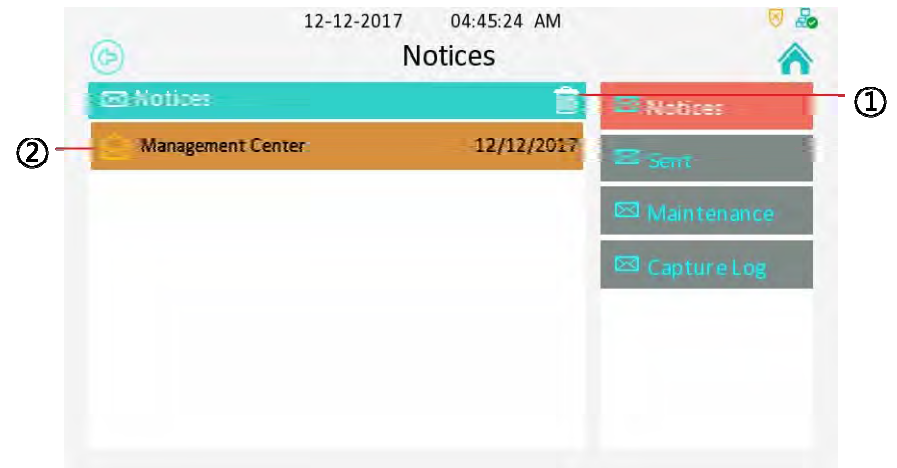 12-12-2017 04:45:24 AM
Notices
Notices
①
Notices
② Management Center 12/12/2017
Sent
Maintenance
Capture Log